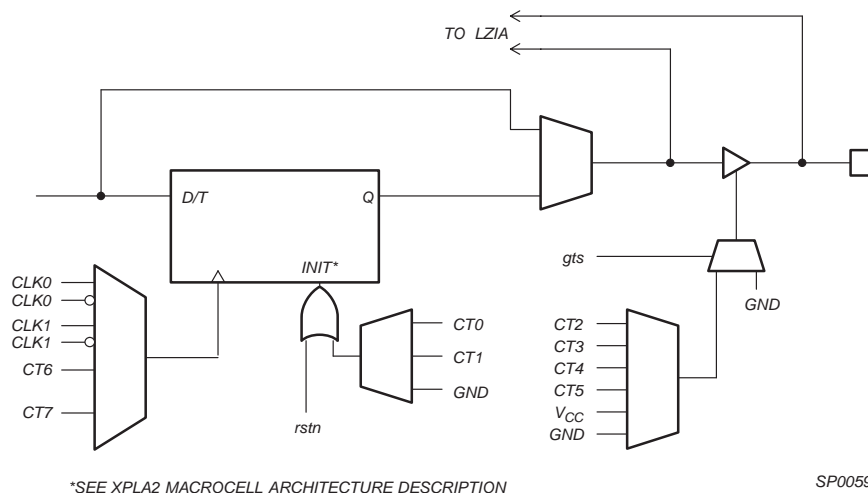 TO LZIA
D/T
Q
INIT*
CLK0
CLK0
CLK1
CLK1
CT6
CT7
rstn
CT0
CT1
GND
gts
GND
CT2
CT3
CT4
CT5
VCC
GND
*SEE XPLA2 MACROCELL ARCHITECTURE DESCRIPTION
SP0059